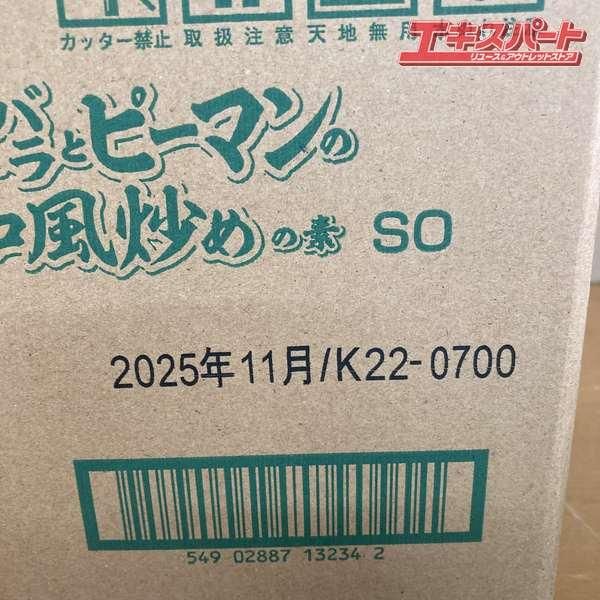 エキスパート
リユース&アウトレットストア
カッター禁止 取扱注意 天地無用
バラとピーマンの
風炒めの素 SO
2025年11月/K22-0700
549 02887 13234 2